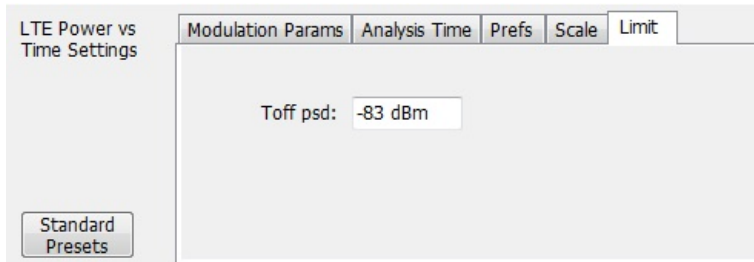 LTE Power vs
Time Settings
Modulation Params Analysis Time Prefs Scale Limit
Toff psd: -83 dBm
Standard
Presets